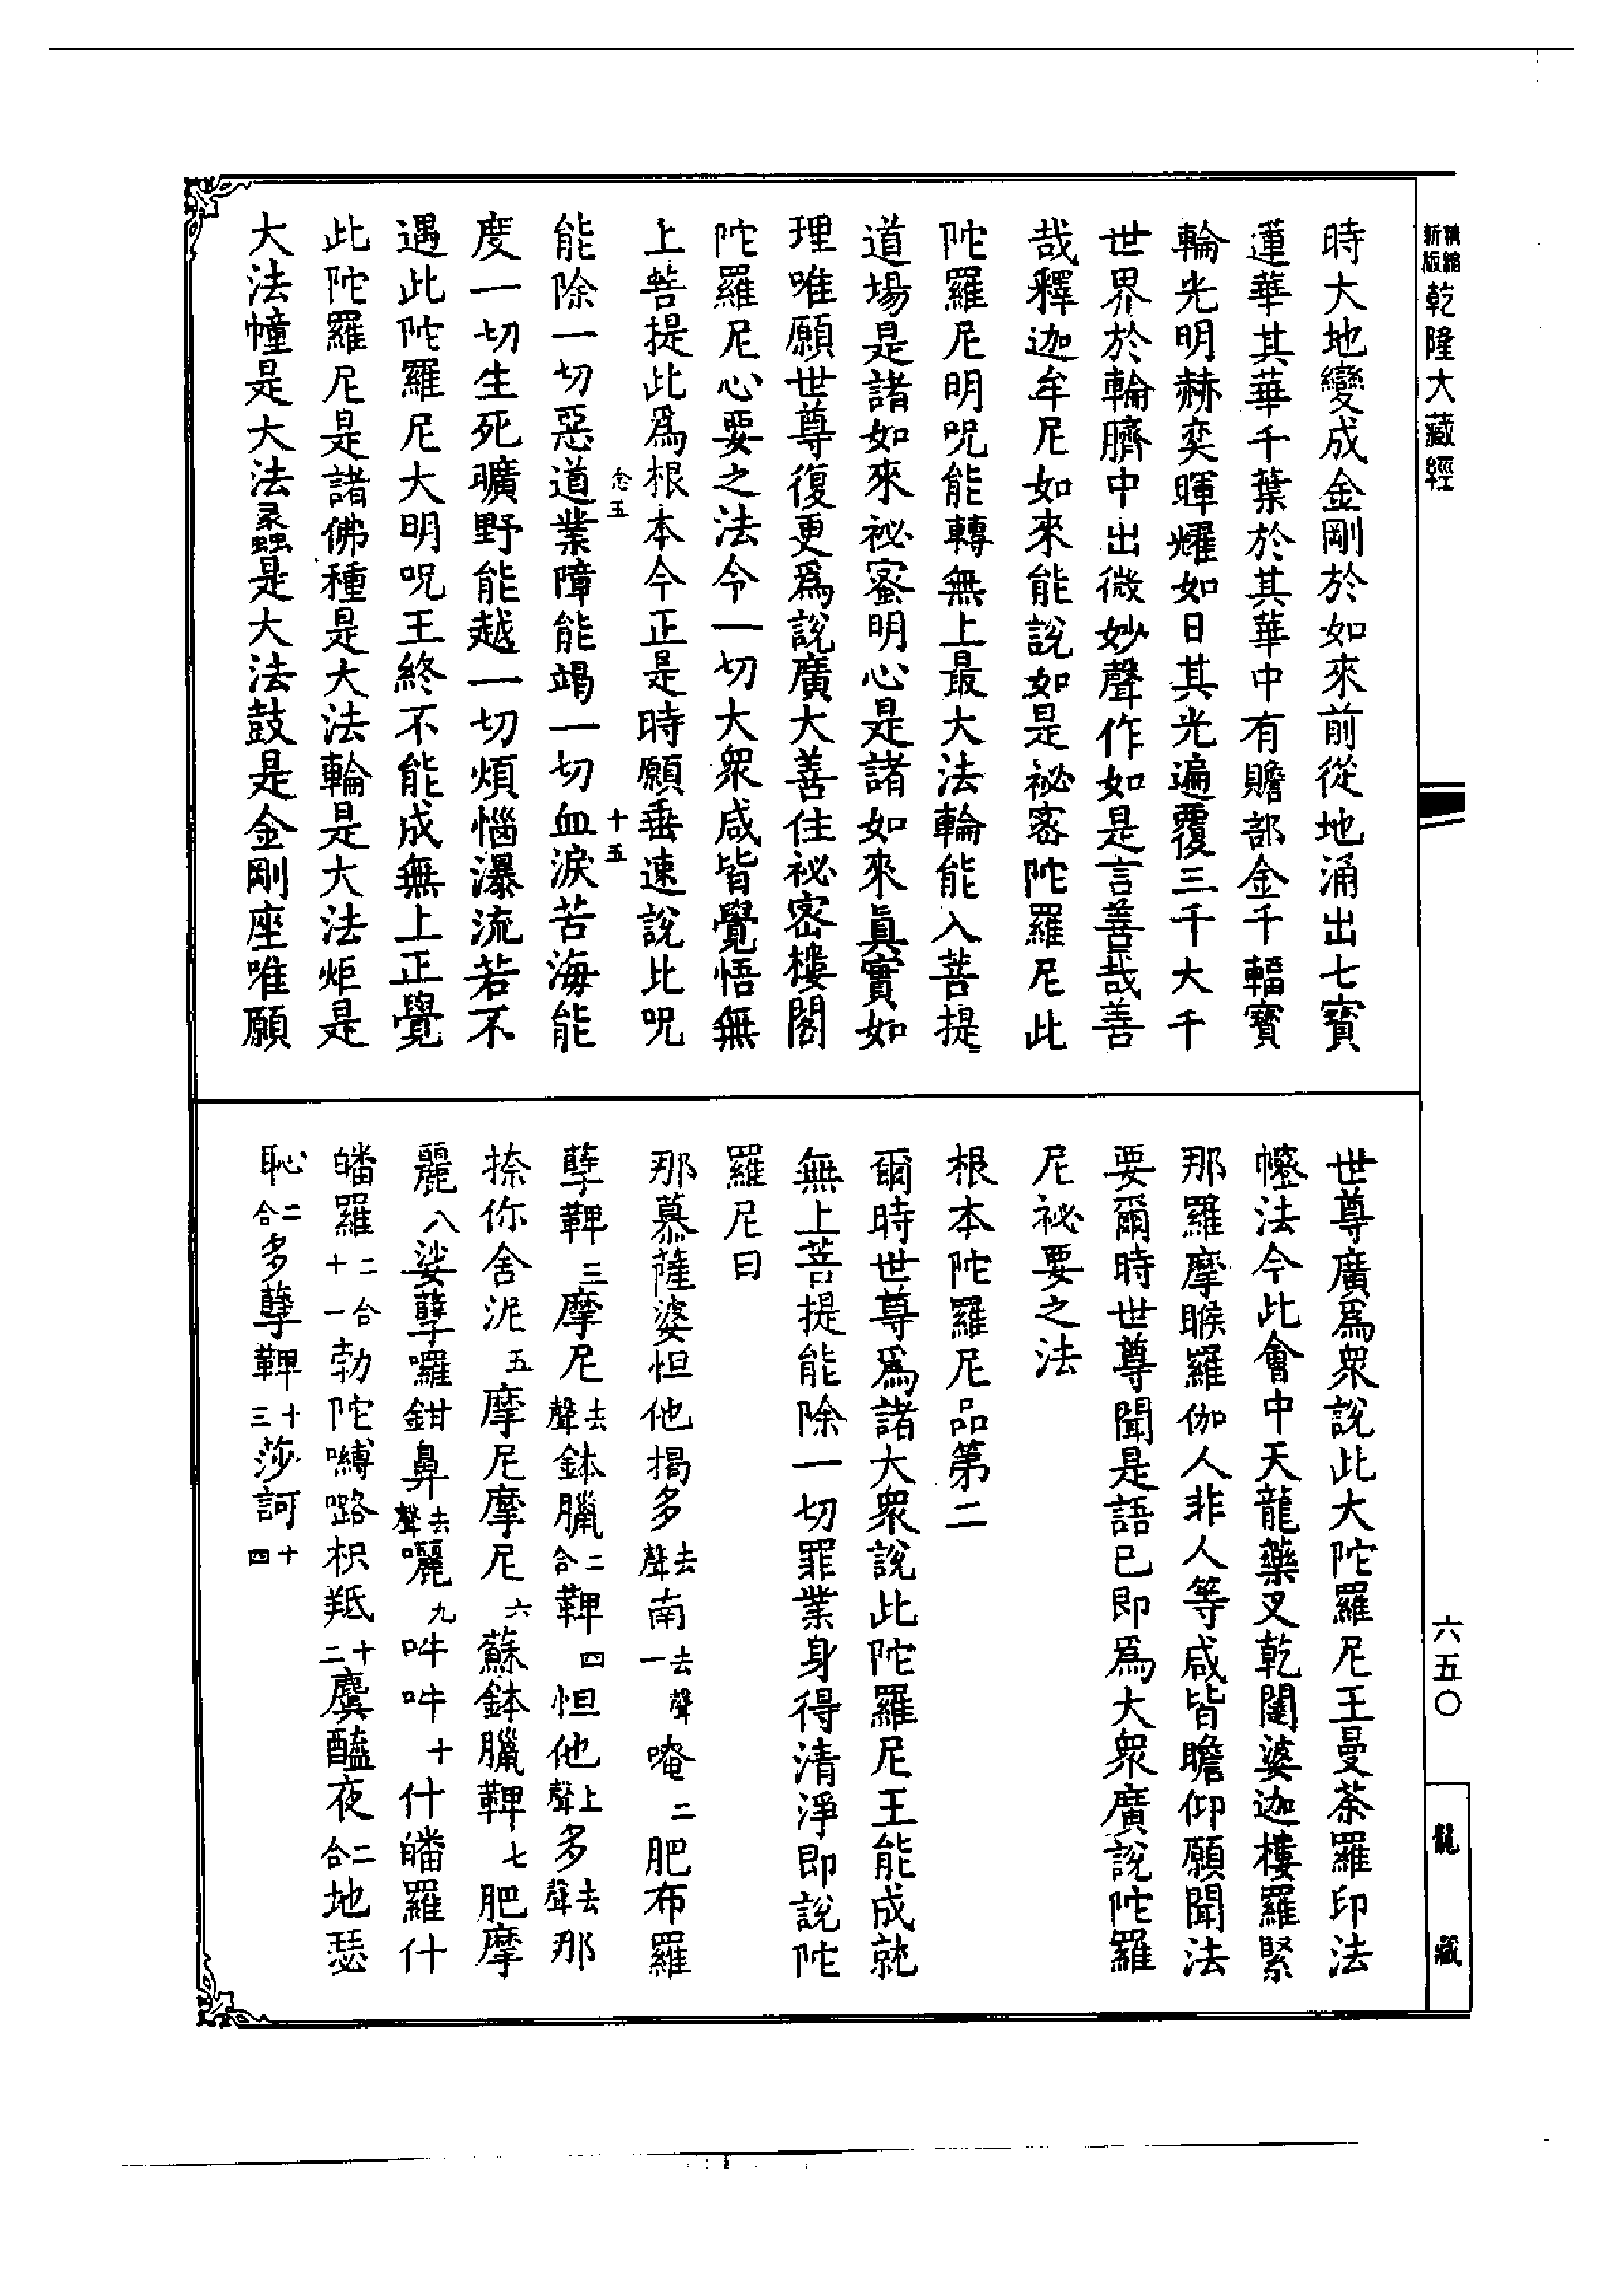 精縮
新版
乾隆大藏經
時大地變成金剛於如來前從地涌出七寶
蓮華其華千葉於其華中有贍部金千輻寶
輪光明赫奕暉耀如日其光遍覆三千大千
世界於輪臍中出微妙聲作如是言善哉善
哉釋迦牟尼如來能說如是祕密陀羅尼此
陀羅尼明呪能轉無上最大法輪能入菩提
道場是諸如來祕蜜明心是諸如來眞實如
理唯願世尊復更爲說廣大善住祕密樓閣
陀羅尼心要之法令一切大衆咸皆覺悟無
上菩提此爲根本今正是時願垂速說此呪
念五
十五
能除一切惡道業障能竭一切血淚苦海能
度一切生死曠野能越一切煩惱瀑流若不
遇此陀羅尼大明呪王終不能成無上正覺
此陀羅尼是諸佛種是大法輪是大法炬是
大法幢是大法蠡是大法鼓是金剛座唯願
世尊廣爲衆說此大陀羅尼王曼荼羅印法
幢法今此會中天龍藥叉乾闥婆迦樓羅緊
那羅摩睺羅伽人非人等咸皆瞻仰願聞法
要爾時世尊聞是語已即爲大衆廣說陀羅
尼祕要之法
根本陀羅尼品第二
爾時世尊爲諸大衆說此陀羅尼王能成就
無上菩提能除一切罪業身得清淨即說陀
羅尼曰
那慕薩婆怛他揭多去聲南去聲一唵二肥布羅
孽鞞三摩尼去聲鉢臘二合鞞四怛他上聲多去聲那
捺你舍泥五摩尼摩尼六蘇鉢臘鞞七肥摩
麗八娑孽囉鉗鼻去聲囇九吽吽十什皤羅什
皤羅二合十一勃陀嚩嚕枳羝十二麌醯夜二合地瑟
恥二合多孽鞞十三莎訶十四
六五〇
龍藏